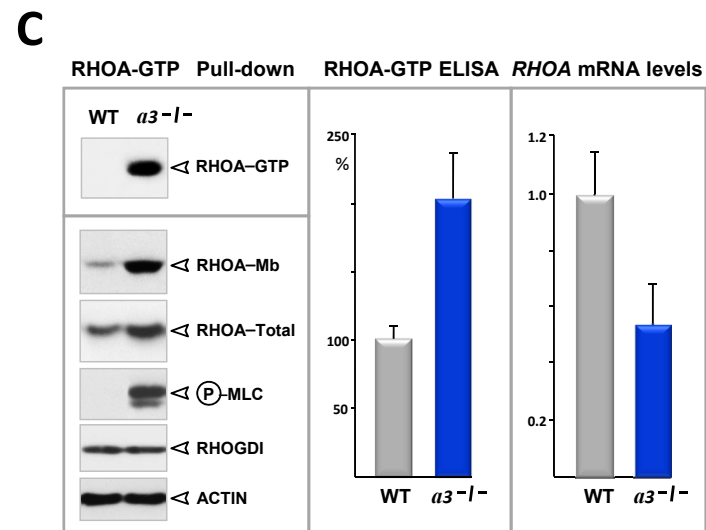 C
RHOA-GTP Pull-down
WT a3-/-
RHOA–GTP
RHOA–Mb
RHOA–Total
P-MLC
RHOGDI
ACTIN
RHOA-GTP ELISA
250
%
100
50
WT a3-/-
RHOA mRNA levels
1.2
1.0
0.2
WT a3-/-